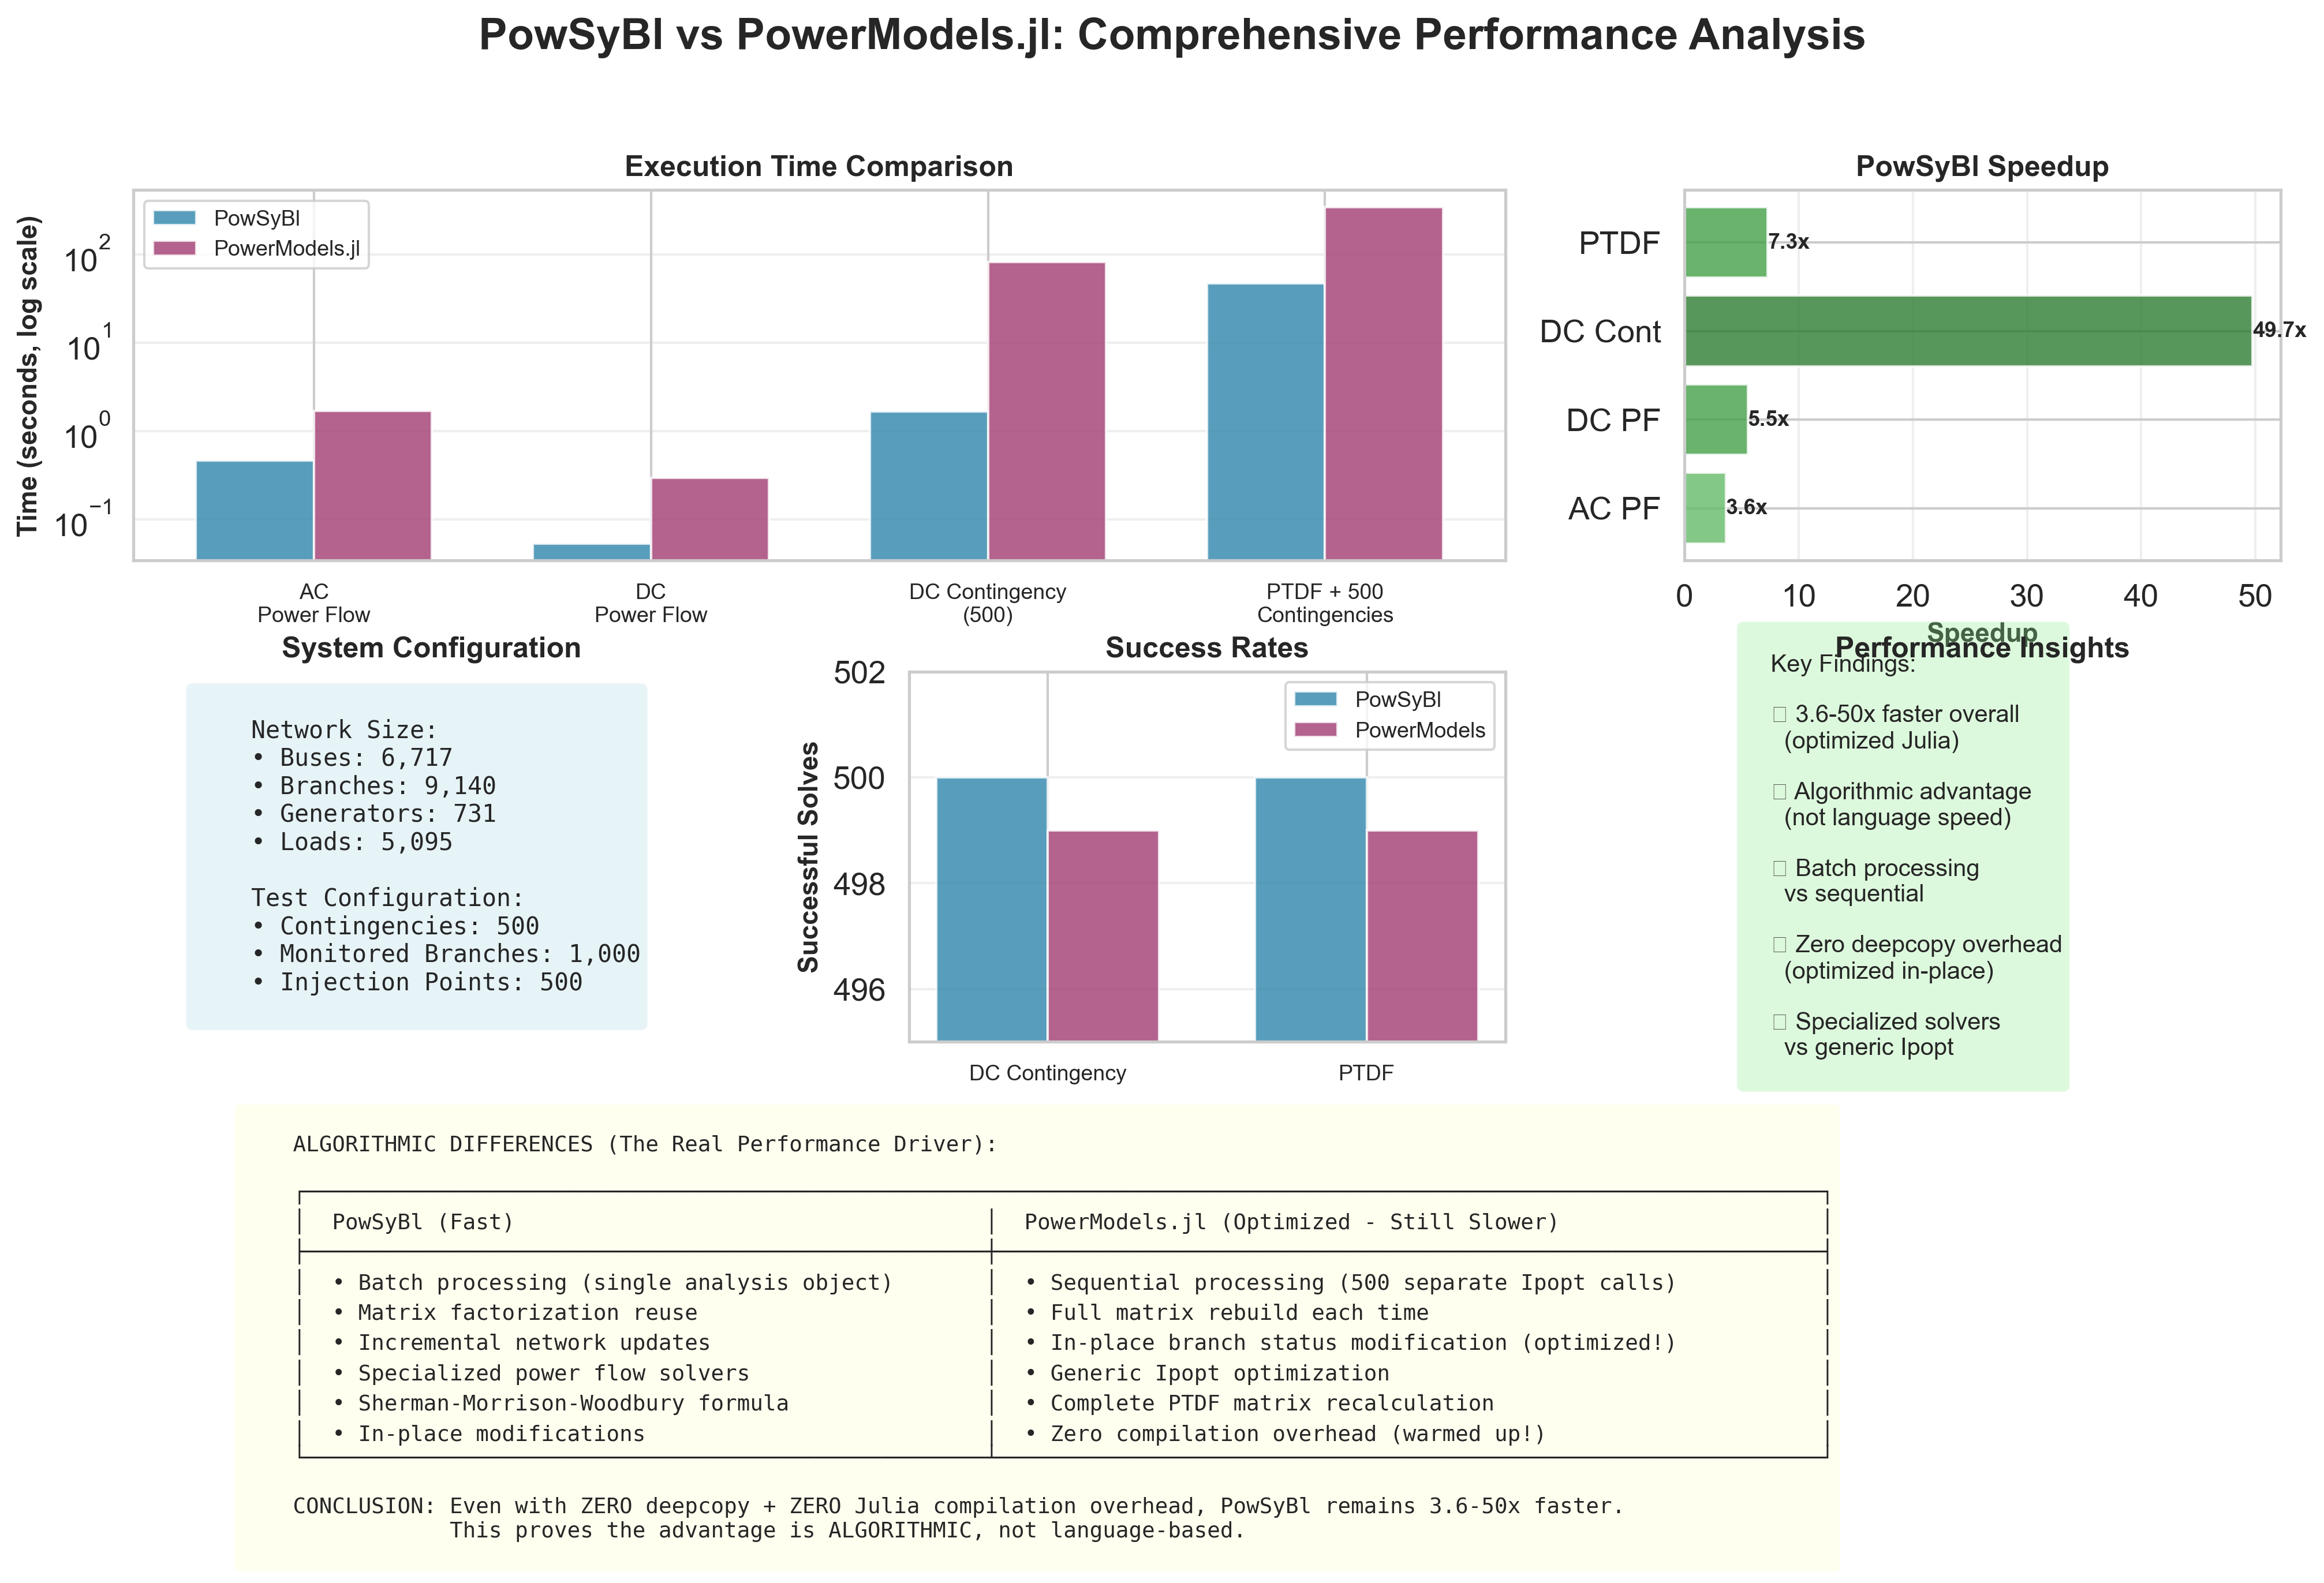 PowSyBl vs PowerModels.jl: Comprehensive Performance Analysis
Execution Time Comparison
Time (seconds, log scale)
10^2
10^1
10^0
10^−1
PowSyBl
PowerModels.jl
AC
Power Flow
DC
Power Flow
DC Contingency
(500)
PTDF + 500
Contingencies
PowSyBl Speedup
PTDF
DC Cont
DC PF
AC PF
7.3x
49.7x
5.5x
3.6x
0 10 20 30 40 50
Speedup
System Configuration
Network Size:
• Buses: 6,717
• Branches: 9,140
• Generators: 731
• Loads: 5,095
Test Configuration:
• Contingencies: 500
• Monitored Branches: 1,000
• Injection Points: 500
Success Rates
Successful Solves
502
500
498
496
PowSyBl
PowerModels
DC Contingency
PTDF
Performance Insights
Key Findings:
▯ 3.6-50x faster overall
(optimized Julia)
▯ Algorithmic advantage
(not language speed)
▯ Batch processing
vs sequential
▯ Zero deepcopy overhead
(optimized in-place)
▯ Specialized solvers
vs generic Ipopt
ALGORITHMIC DIFFERENCES (The Real Performance Driver):
PowSyBl (Fast)
• Batch processing (single analysis object)
• Matrix factorization reuse
• Incremental network updates
• Specialized power flow solvers
• Sherman-Morrison-Woodbury formula
• In-place modifications
PowerModels.jl (Optimized - Still Slower)
• Sequential processing (500 separate Ipopt calls)
• Full matrix rebuild each time
• In-place branch status modification (optimized!)
• Generic Ipopt optimization
• Complete PTDF matrix recalculation
• Zero compilation overhead (warmed up!)
CONCLUSION: Even with ZERO deepcopy + ZERO Julia compilation overhead, PowSyBl remains 3.6-50x faster.
This proves the advantage is ALGORITHMIC, not language-based.